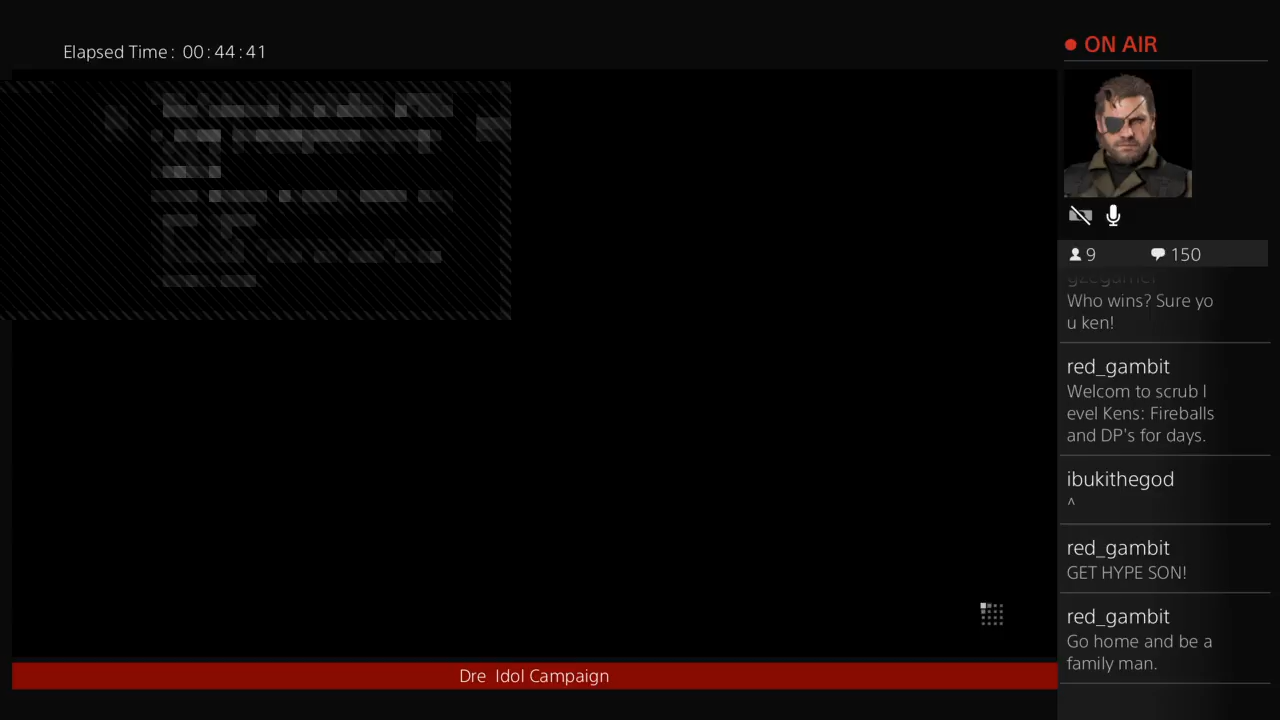 Elapsed Time: 00:44:41
ON AIR
9
150
Who wins? Sure yo
u ken!
red_gambit
Welcom to scrub l
evel Kens: Fireballs
and DP's for days.
ibukithegod
^
red_gambit
GET HYPE SON!
red_gambit
Go home and be a
family man.
Dre Idol Campaign